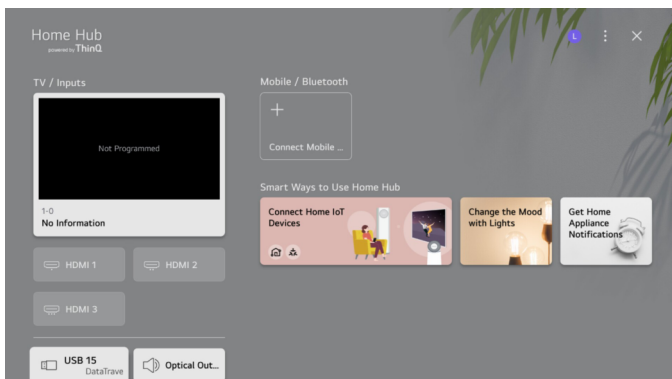 Home Hub
powered by ThinQ
L
TV / Inputs
Not Programmed
1-0
No Information
HDMI 1
HDMI 2
HDMI 3
USB 15
DataTrave
Optical Out...
Mobile / Bluetooth
+
Connect Mobile ...
Smart Ways to Use Home Hub
Connect Home IoT
Devices
Change the Mood
with Lights
Get Home
Appliance
Notifications